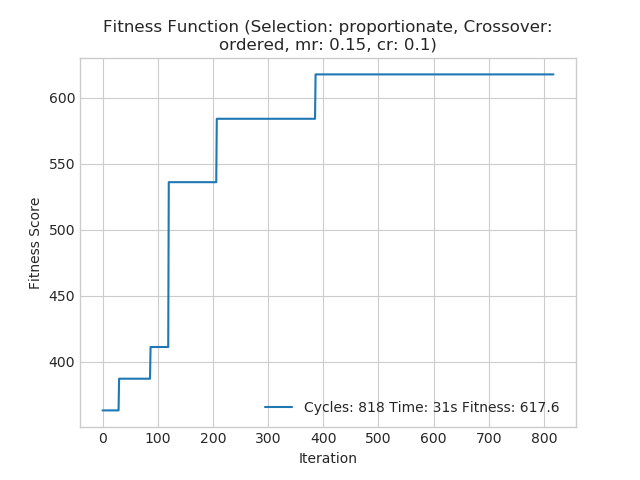 Fitness Function (Selection: proportionate, Crossover:
ordered, mr: 0.15, cr: 0.1)
600
550
500
450
400
Fitness Score
Cycles: 818 Time: 31s Fitness: 617.6
0 100 200 300 400 500 600 700 800
Iteration